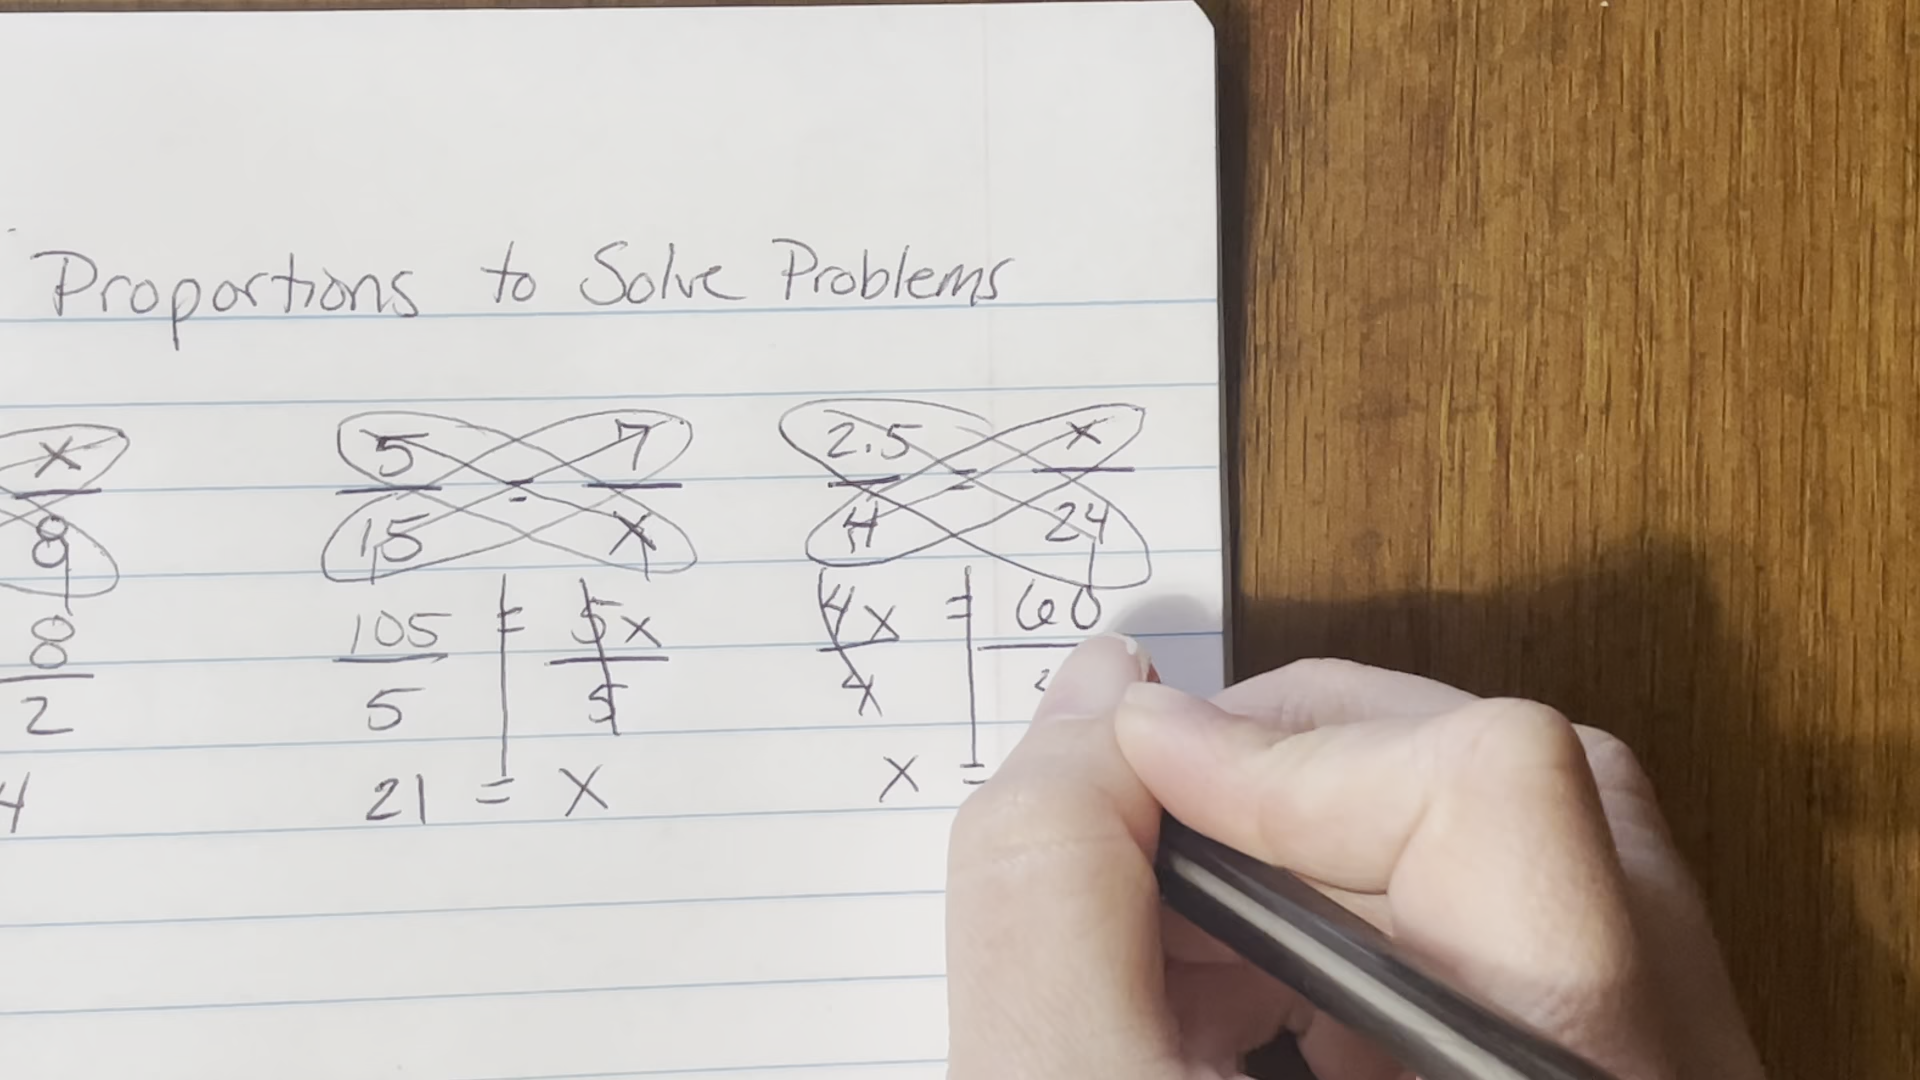 Proportions to Solve Problems
x 5 7 2.5 x
= =
8 15 x 4 24
8 105 = 5x 4x = 60
2 5 5 4
4 21 = x x =